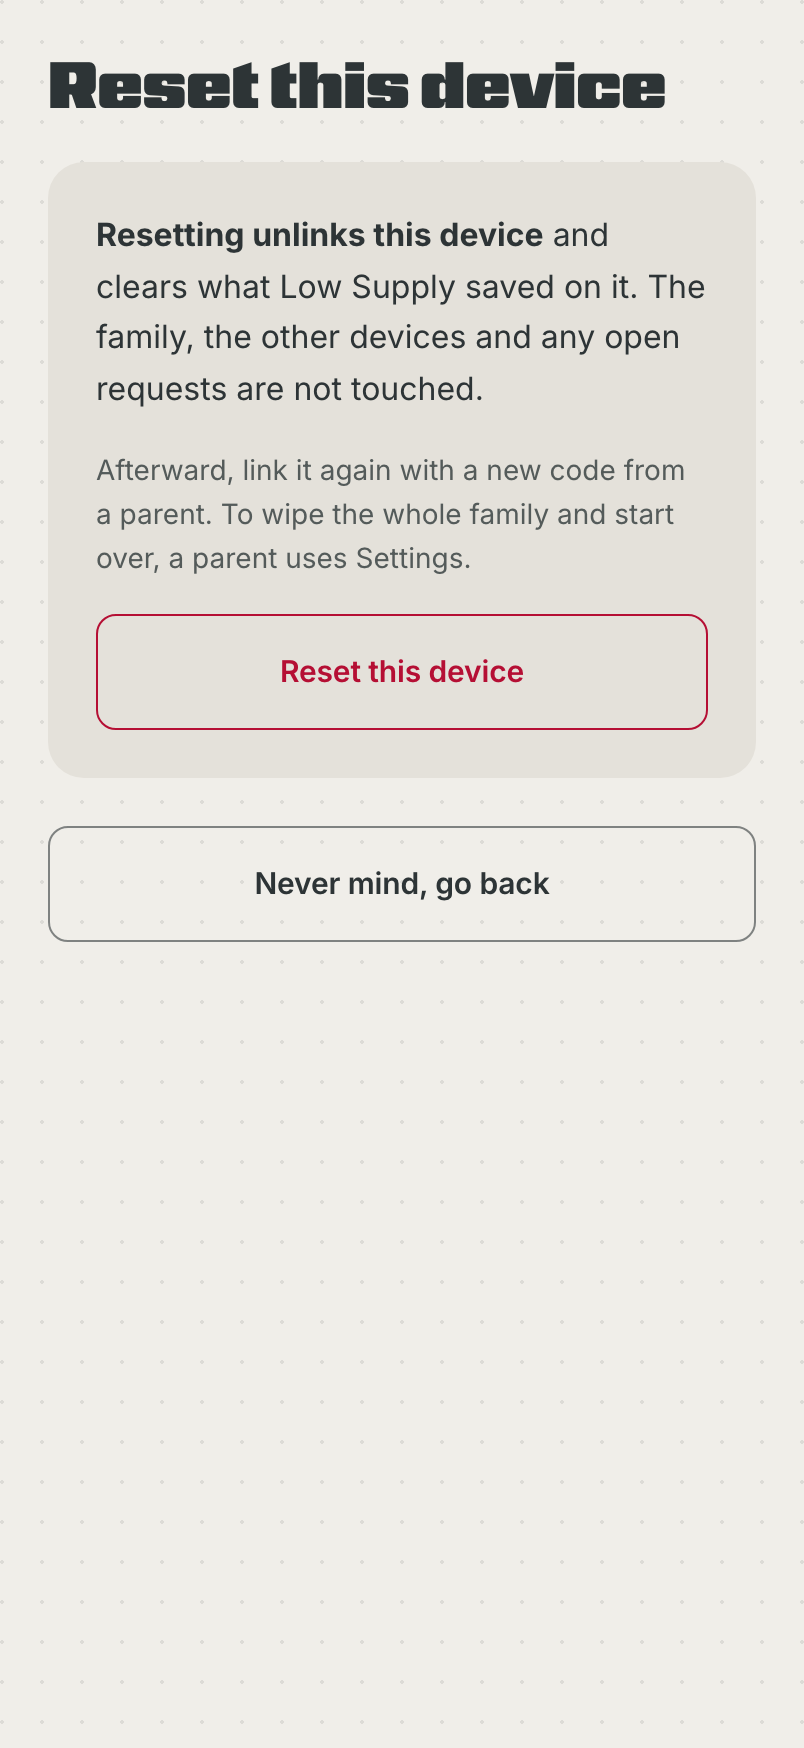 Reset this device
Resetting unlinks this device and
clears what Low Supply saved on it. The
family, the other devices and any open
requests are not touched.
Afterward, link it again with a new code from
a parent. To wipe the whole family and start
over, a parent uses Settings.
Reset this device
Never mind, go back